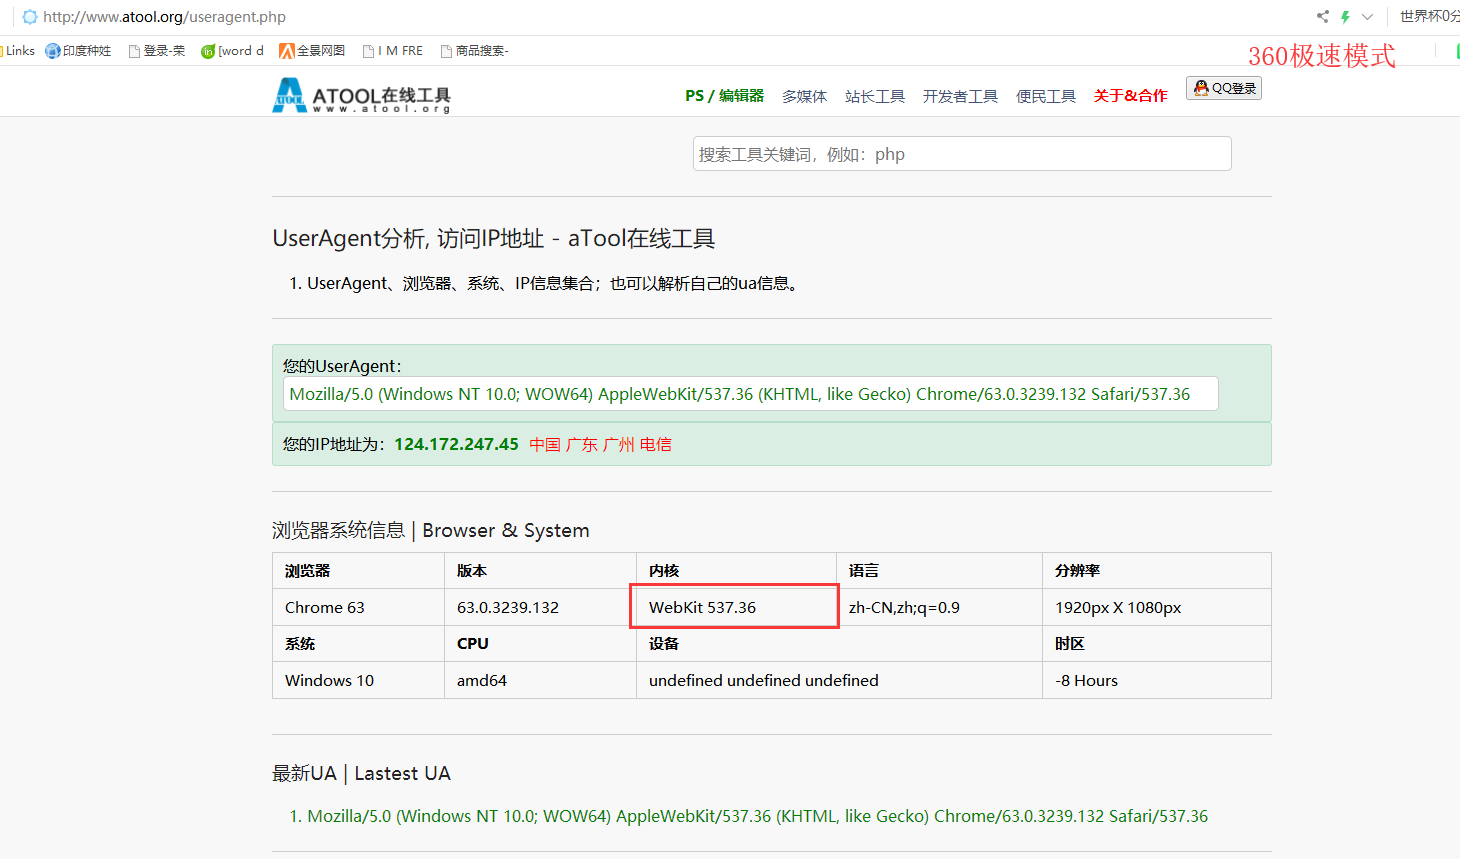 http://www.atool.org/useragent.php
世界杯0分
Links 印度种姓 登录-荣 [word d 全景网图 I M FRE 商品搜索-
360极速模式
ATOOL在线工具
www.atool.org
PS / 编辑器 多媒体 站长工具 开发者工具 便民工具 关于&合作 QQ登录
搜索工具关键词，例如：php
UserAgent分析, 访问IP地址 - aTool在线工具
1. UserAgent、浏览器、系统、IP信息集合；也可以解析自己的ua信息。
您的UserAgent：
Mozilla/5.0 (Windows NT 10.0; WOW64) AppleWebKit/537.36 (KHTML, like Gecko) Chrome/63.0.3239.132 Safari/537.36
您的IP地址为：124.172.247.45 中国 广东 广州 电信
浏览器系统信息 | Browser & System
浏览器 版本 内核 语言 分辨率
Chrome 63 63.0.3239.132 WebKit 537.36 zh-CN,zh;q=0.9 1920px X 1080px
系统 CPU 设备 时区
Windows 10 amd64 undefined undefined undefined -8 Hours
最新UA | Lastest UA
1. Mozilla/5.0 (Windows NT 10.0; WOW64) AppleWebKit/537.36 (KHTML, like Gecko) Chrome/63.0.3239.132 Safari/537.36